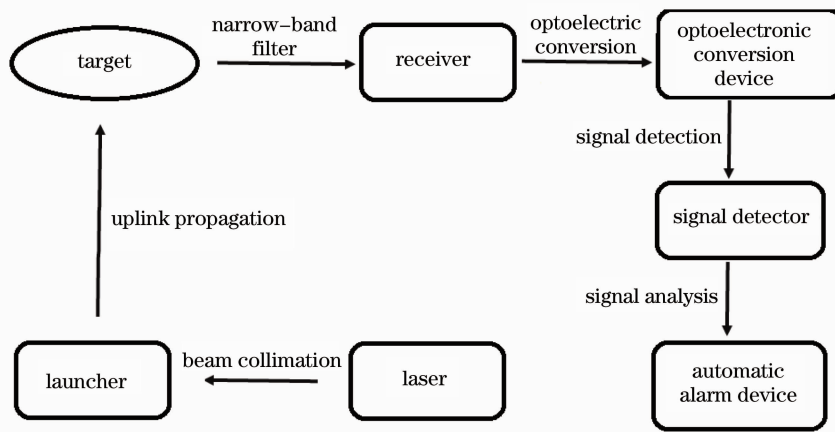 narrow-band
filter
target
receiver
optoelectric
conversion
optoelectronic
conversion
device
signal detection
uplink propagation
signal detector
signal analysis
launcher
beam collimation
laser
automatic
alarm device